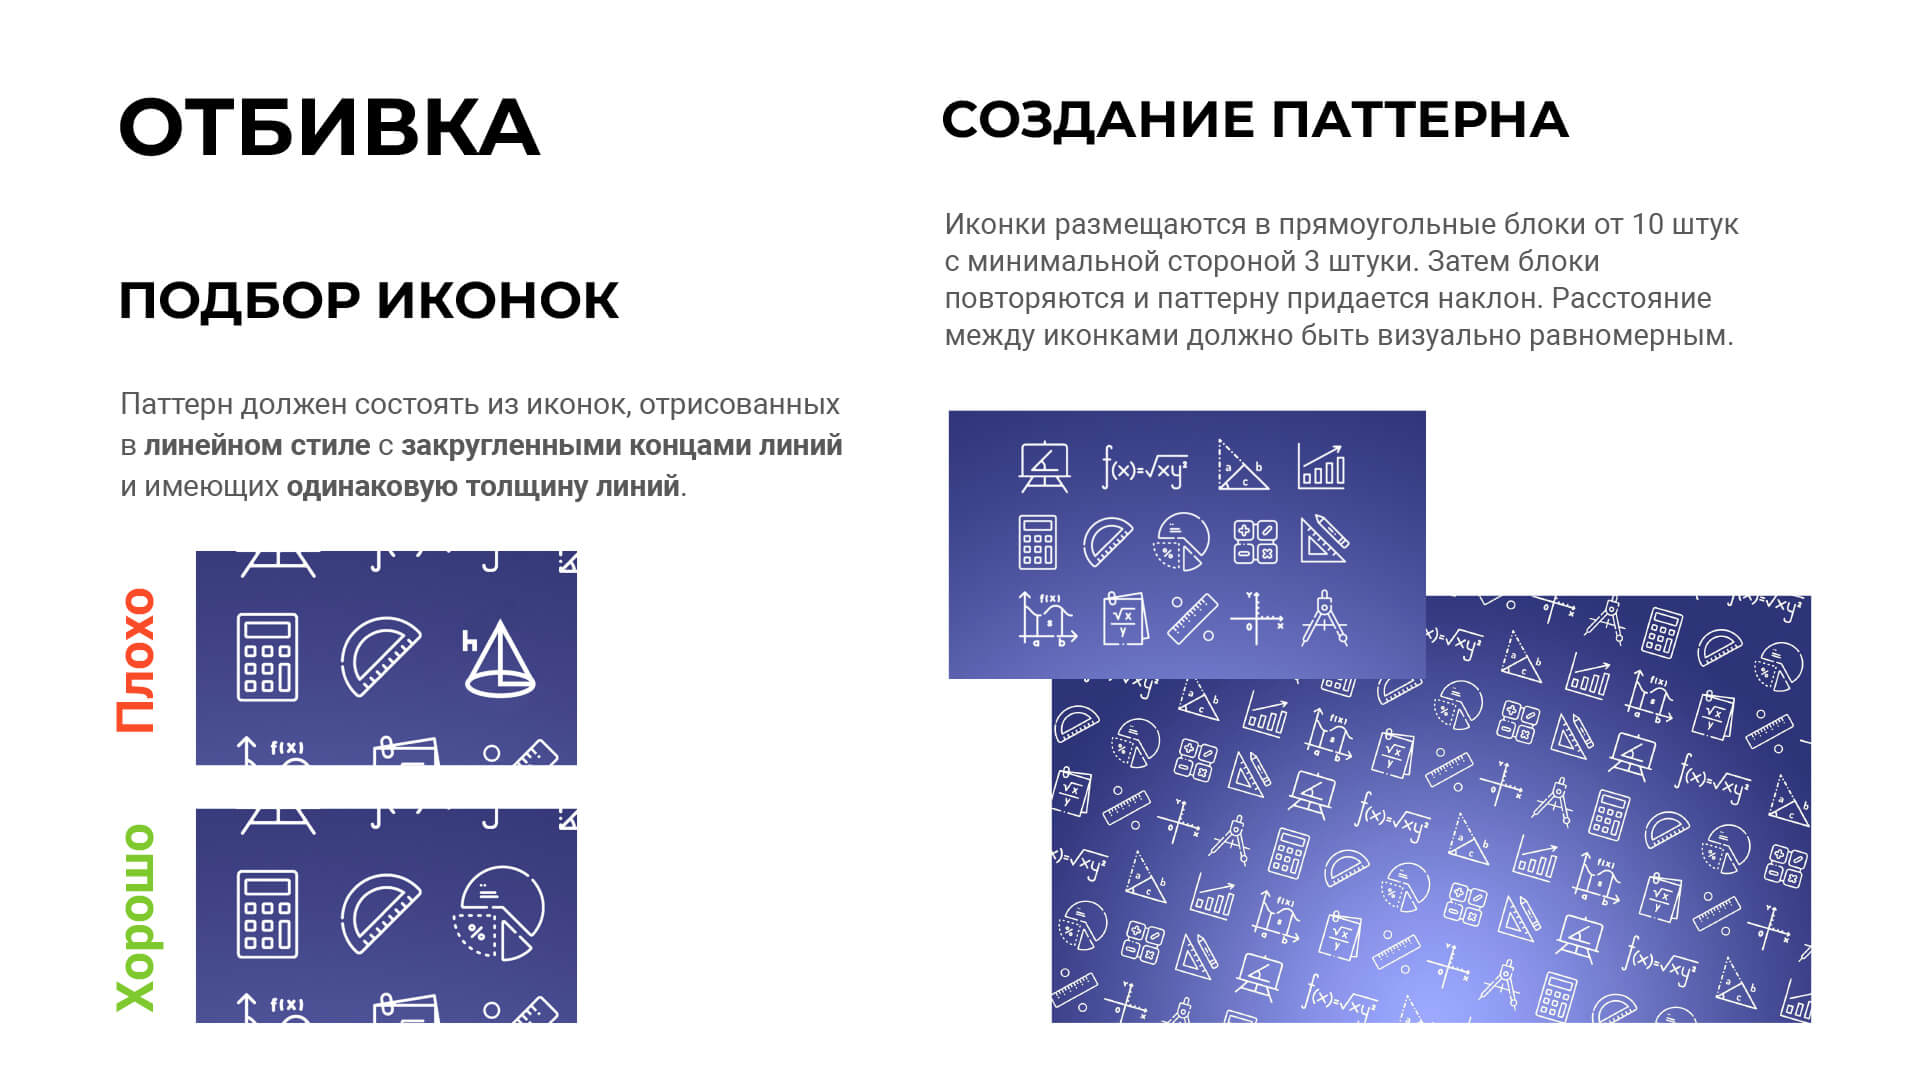 ОТБИВКА
ПОДБОР ИКОНОК
Паттерн должен состоять из иконок, отрисованных
в линейном стиле с закругленными концами линий
и имеющих одинаковую толщину линий.
Плохо
h
f(x)
Хорошо
%
f(x)
СОЗДАНИЕ ПАТТЕРНА
Иконки размещаются в прямоугольные блоки от 10 штук
с минимальной стороной 3 штуки. Затем блоки
повторяются и паттерну придается наклон. Расстояние
между иконками должно быть визуально равномерным.
f(x)=√xy²
a b c
%
f(x) s a b
√x y
Y 0 X